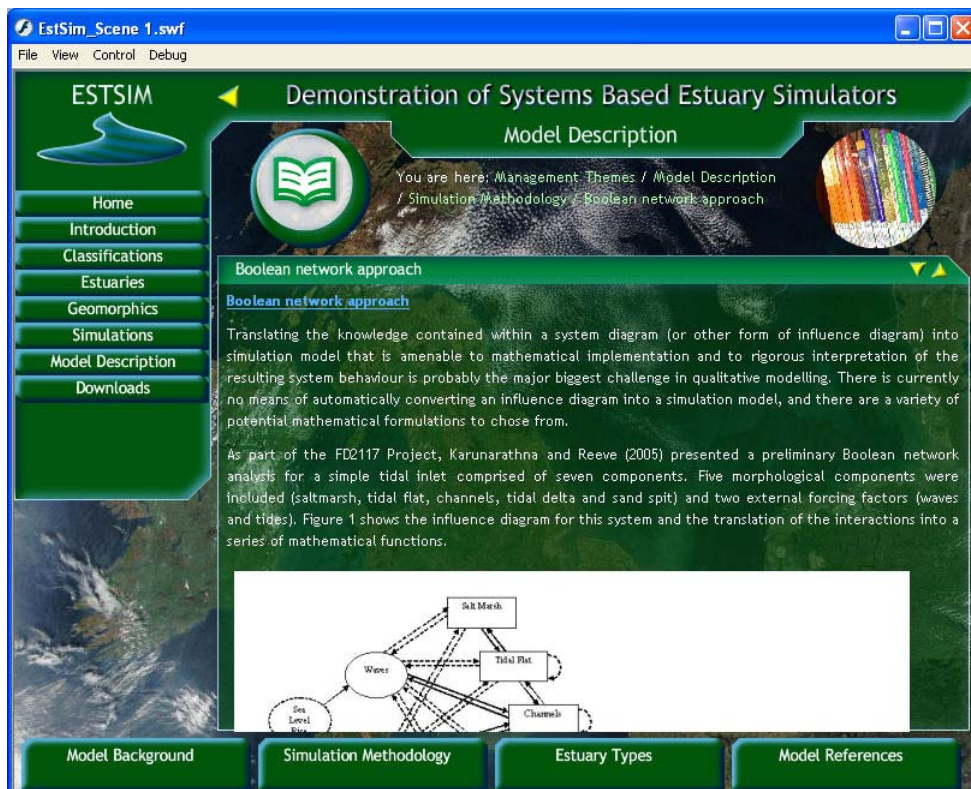 EstSim_Scene 1.swf
File View Control Debug
ESTSIM
Demonstration of Systems Based Estuary Simulators
Model Description
You are here: Management Themes / Model Description
/ Simulation Methodology / Boolean network approach
Home
Introduction
Classifications
Estuaries
Geomorphics
Simulations
Model Description
Downloads
Boolean network approach
Boolean network approach
Translating the knowledge contained within a system diagram (or other form of influence diagram) into
simulation model that is amenable to mathematical implementation and to rigorous interpretation of the
resulting system behaviour is probably the major biggest challenge in qualitative modelling. There is currently
no means of automatically converting an influence diagram into a simulation model, and there are a variety of
potential mathematical formulations to chose from.
As part of the FD2117 Project, Karunarathna and Reeve (2005) presented a preliminary Boolean network
analysis for a simple tidal inlet comprised of seven components. Five morphological components were
included (saltmarsh, tidal flat, channels, tidal delta and sand spit) and two external forcing factors (waves
and tides). Figure 1 shows the influence diagram for this system and the translation of the interactions into a
series of mathematical functions.
Salt Marsh
Waves
Tidal Flat
Sea
Level
Rise
Channels
Model Background
Simulation Methodology
Estuary Types
Model References